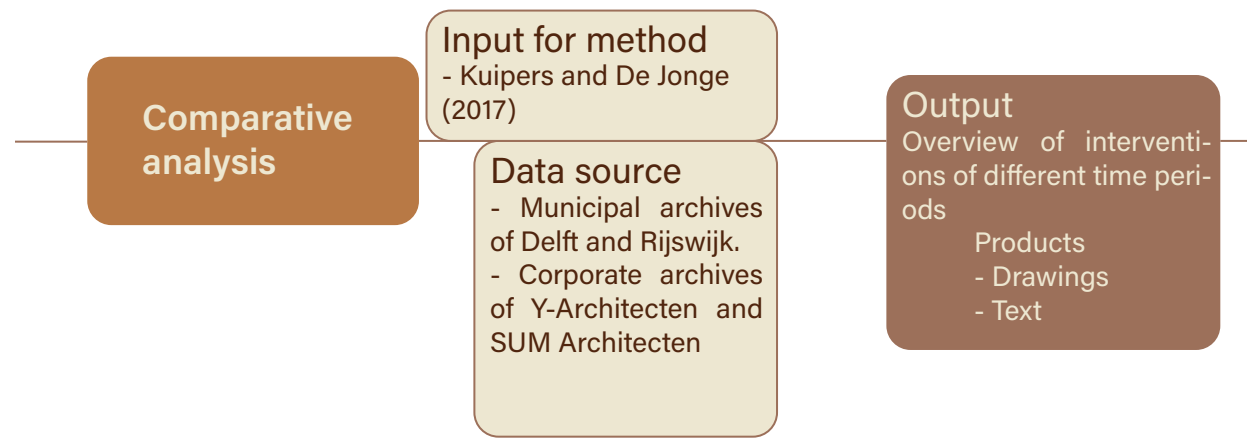 Comparative
analysis
Input for method
- Kuipers and De Jonge
(2017)
Data source
- Municipal archives
of Delft and Rijswijk.
- Corporate archives
of Y-Architecten and
SUM Architecten
Output
Overview of interventi-
ons of different time peri-
ods
Products
- Drawings
- Text